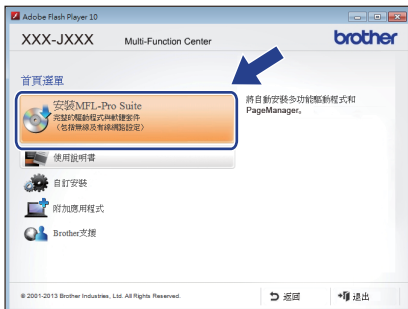 Adobe Flash Player 10
XXX-JXXX Multi-Function Center brother
首頁選單
安裝MFL-Pro Suite
完整的驅動程式與軟體套件
（包括無線及有線網路設定）
將自動安裝多功能驅動程式和
PageManager。
使用說明書
自訂安裝
附加應用程式
Brother支援
© 2001-2013 Brother Industries, Ltd. All Rights Reserved. 返回 退出